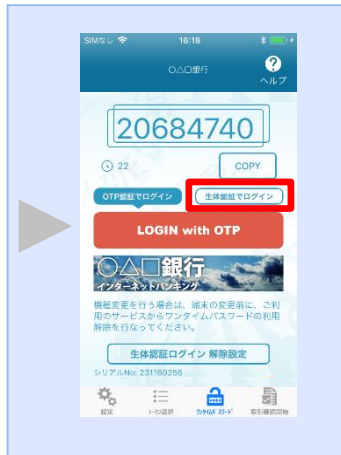 SIMなし 16:18
○△□銀行
?
ヘルプ
20684740
22 COPY
OTP認証でログイン 生体認証でログイン
LOGIN with OTP
○△□銀行
インターネットバンキング
機種変更を行う場合は、端末の変更前に、ご利
用のサービスからワンタイムパスワードの利用
解除を行なってください。
生体認証ログイン 解除設定
シリアルNo: 231160256
設定 トークン選択 ワンタイムパスワード 取引確認開始